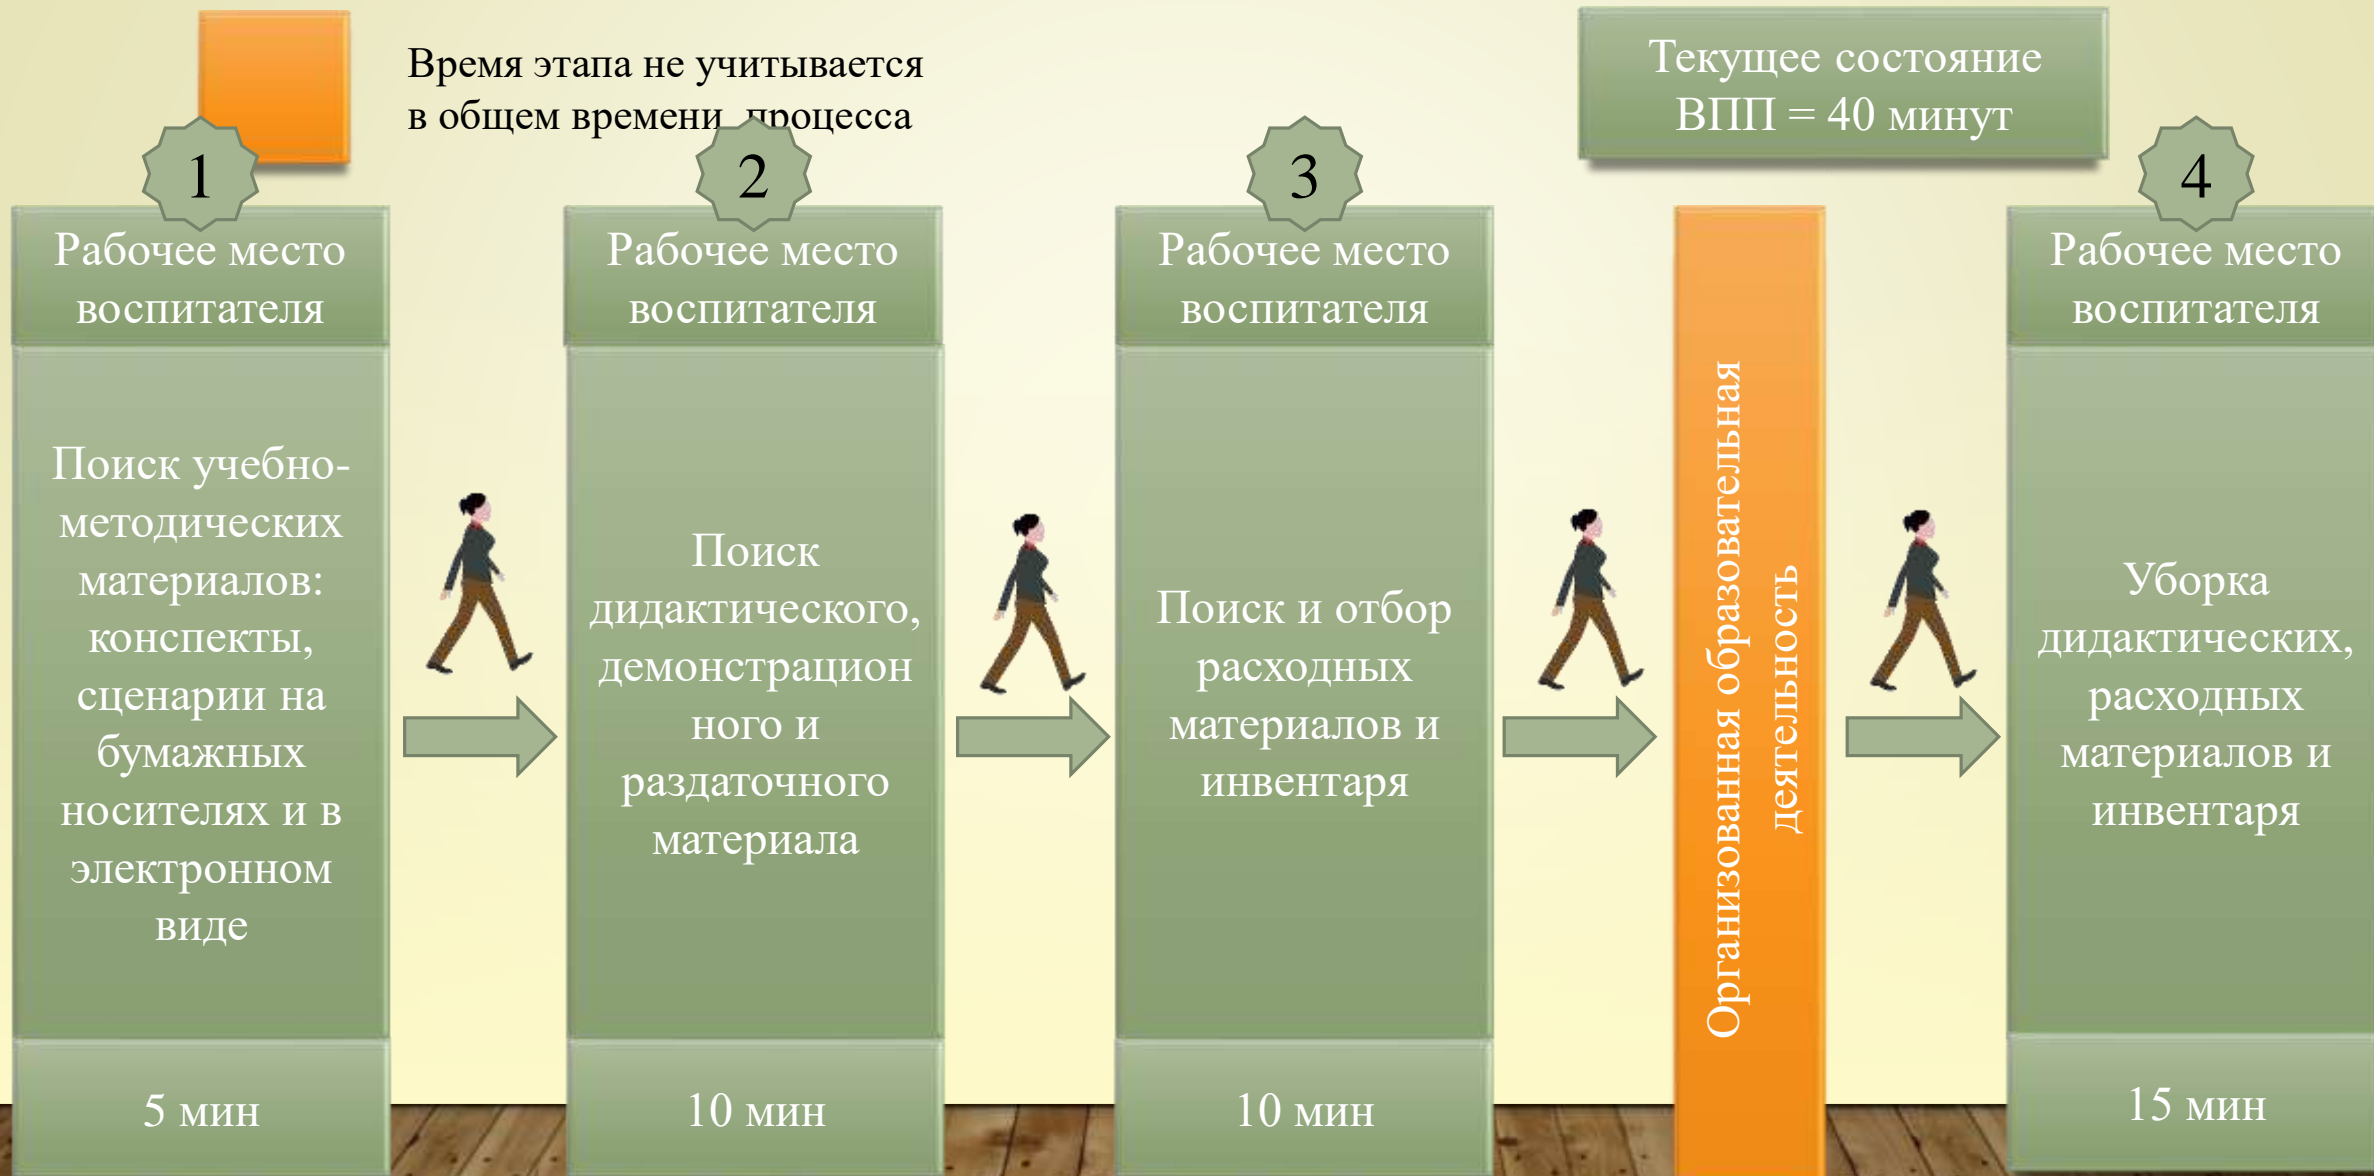 Время этапа не учитывается
в общем времени процесса
Текущее состояние
ВПП = 40 минут
1
Рабочее место
воспитателя
Поиск учебно-
методических
материалов:
конспекты,
сценарии на
бумажных
носителях и в
электронном
виде
5 мин
2
Рабочее место
воспитателя
Поиск
дидактического,
демонстрацион
ного и
раздаточного
материала
10 мин
3
Рабочее место
воспитателя
Поиск и отбор
расходных
материалов и
инвентаря
10 мин
Организованная образовательная
деятельность
4
Рабочее место
воспитателя
Уборка
дидактических,
расходных
материалов и
инвентаря
15 мин